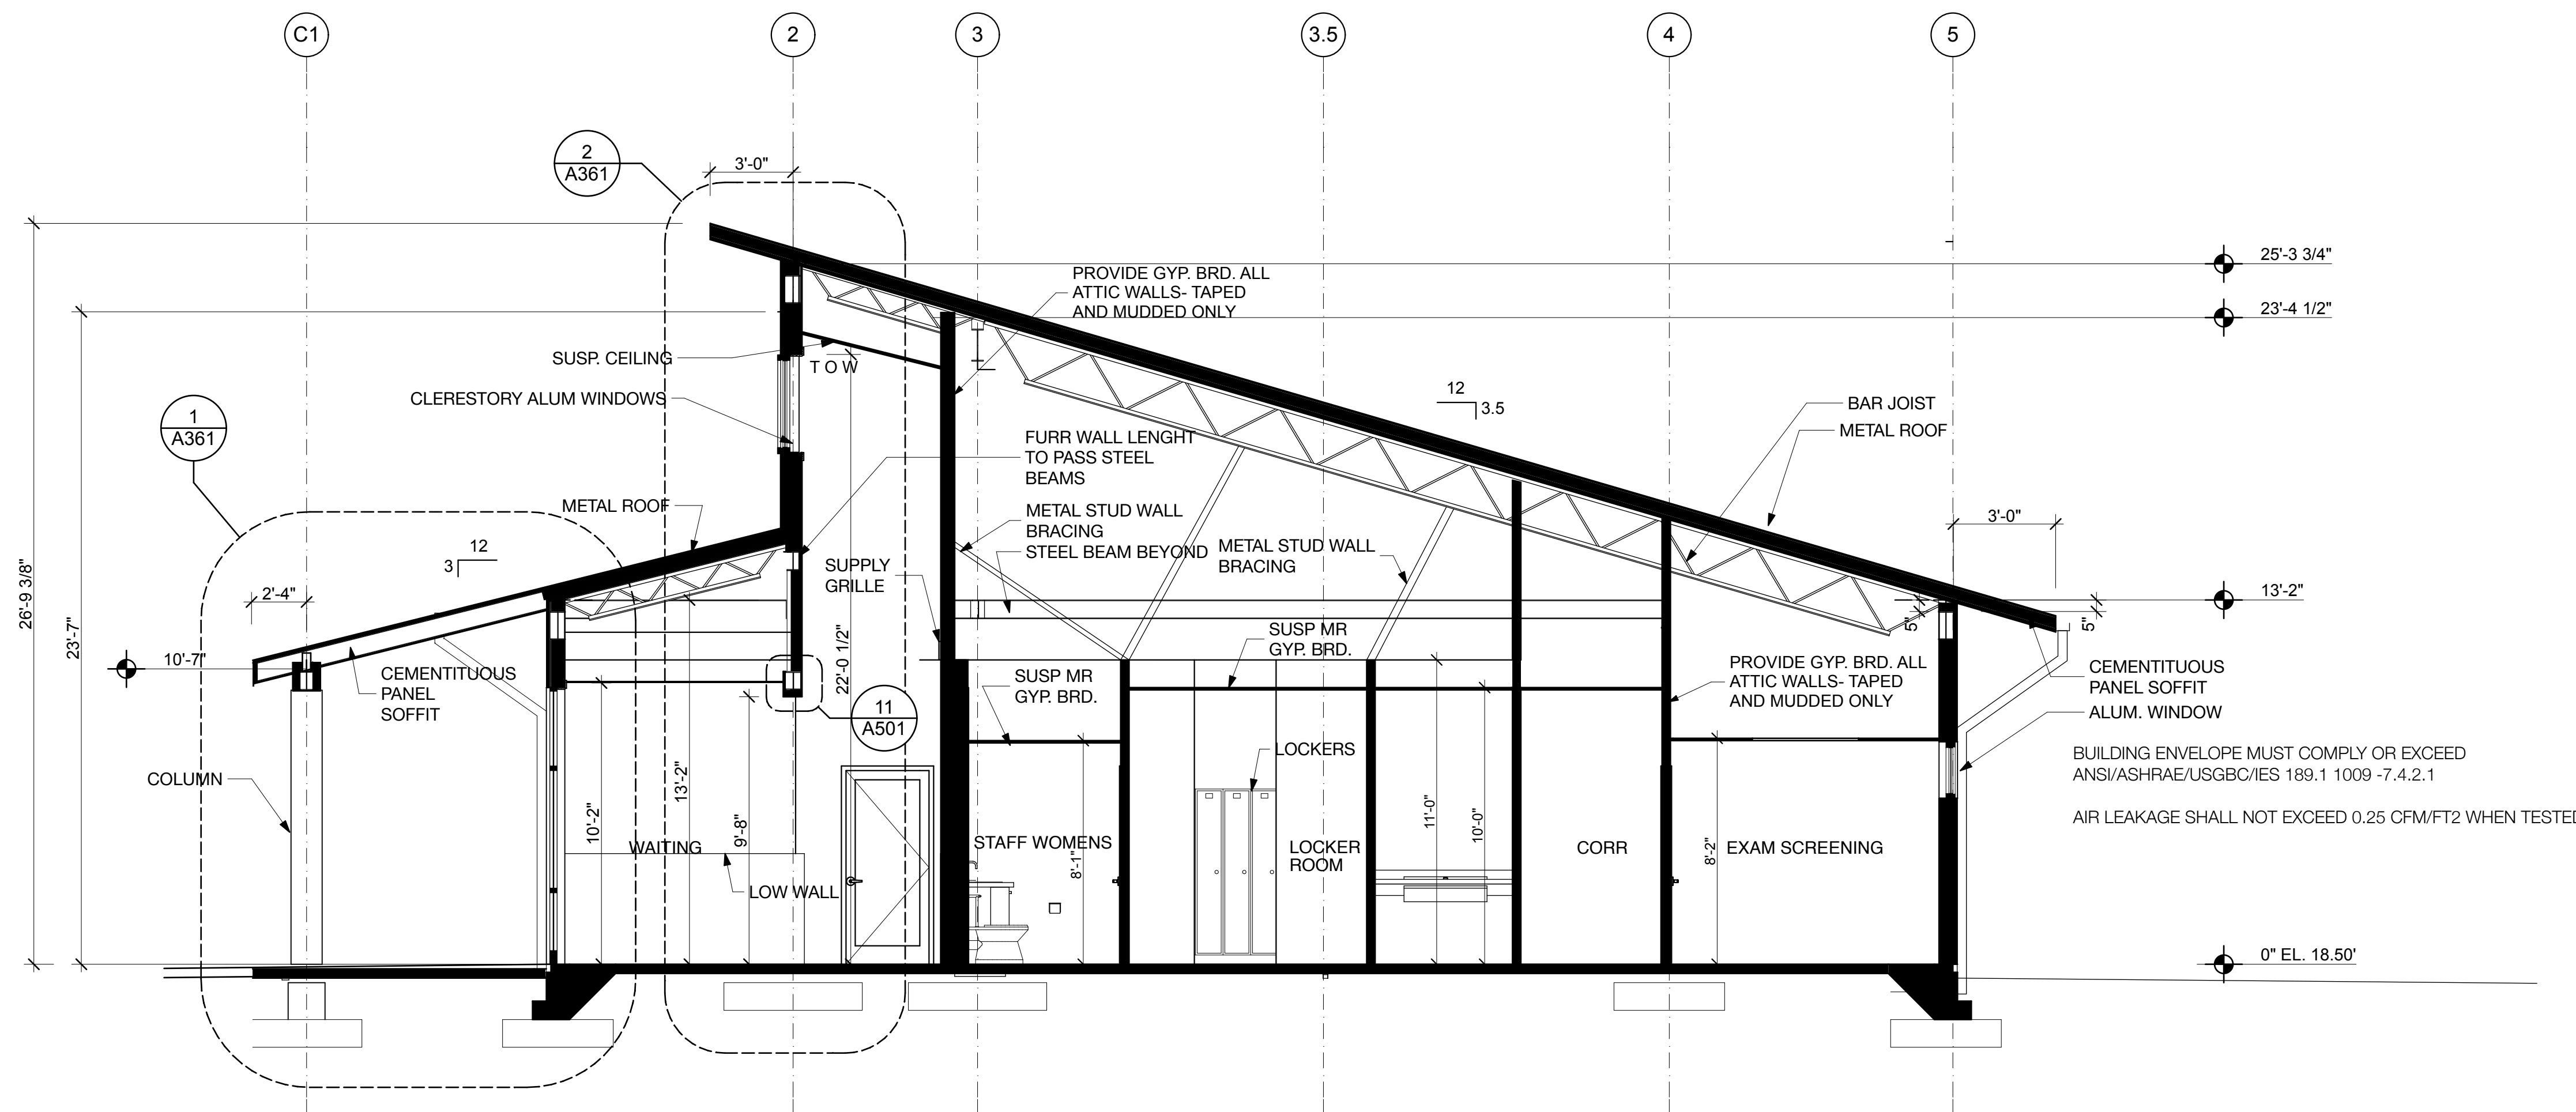 C1
2
3
3.5
4
5
2
A361
3'-0"
25'-3 3/4"
23'-4 1/2"
PROVIDE GYP. BRD. ALL
ATTIC WALLS- TAPED
AND MUDDED ONLY
SUSP. CEILING
T O W
CLERESTORY ALUM WINDOWS
12
3.5
BAR JOIST
METAL ROOF
1
A361
FURR WALL LENGHT
TO PASS STEEL
BEAMS
METAL ROOF
METAL STUD WALL
BRACING
STEEL BEAM BEYOND
METAL STUD WALL
BRACING
3'-0"
12
3
SUPPLY
GRILLE
2'-4"
26'-9 3/8"
23'-7"
13'-2"
5"
5"
10'-7"
22'-0 1/2"
SUSP MR
GYP. BRD.
SUSP MR
GYP. BRD.
CEMENTITUOUS
PANEL
SOFFIT
PROVIDE GYP. BRD. ALL
ATTIC WALLS- TAPED
AND MUDDED ONLY
CEMENTITUOUS
PANEL SOFFIT
ALUM. WINDOW
11
A501
LOCKERS
COLUMN
BUILDING ENVELOPE MUST COMPLY OR EXCEED
ANSI/ASHRAE/USGBC/IES 189.1 1009 -7.4.2.1
AIR LEAKAGE SHALL NOT EXCEED 0.25 CFM/FT2 WHEN TESTED
10'-2"
13'-2"
9'-8"
11'-0"
10'-0"
WAITING
STAFF WOMENS
8'-1"
LOCKER
ROOM
CORR
8'-2"
EXAM SCREENING
LOW WALL
0" EL. 18.50'